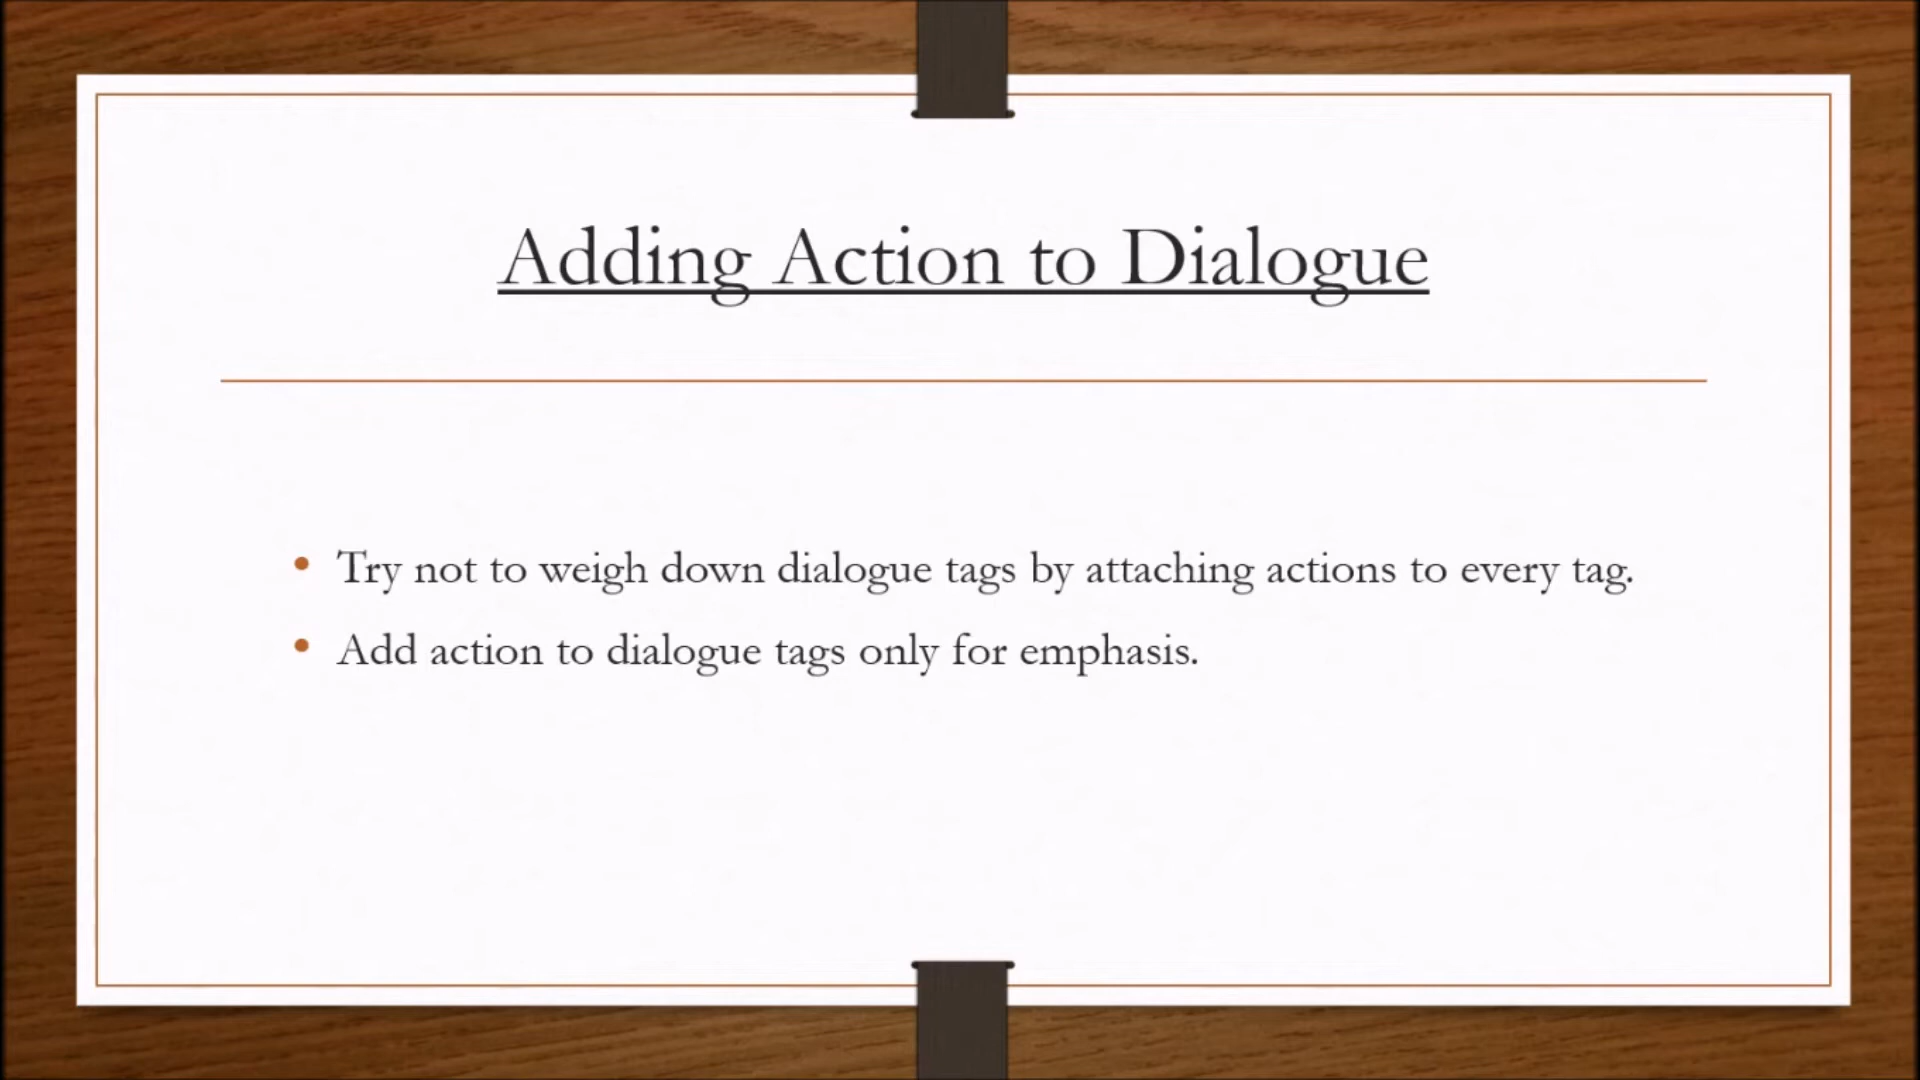 Adding Action to Dialogue
• Try not to weigh down dialogue tags by attaching actions to every tag.
• Add action to dialogue tags only for emphasis.